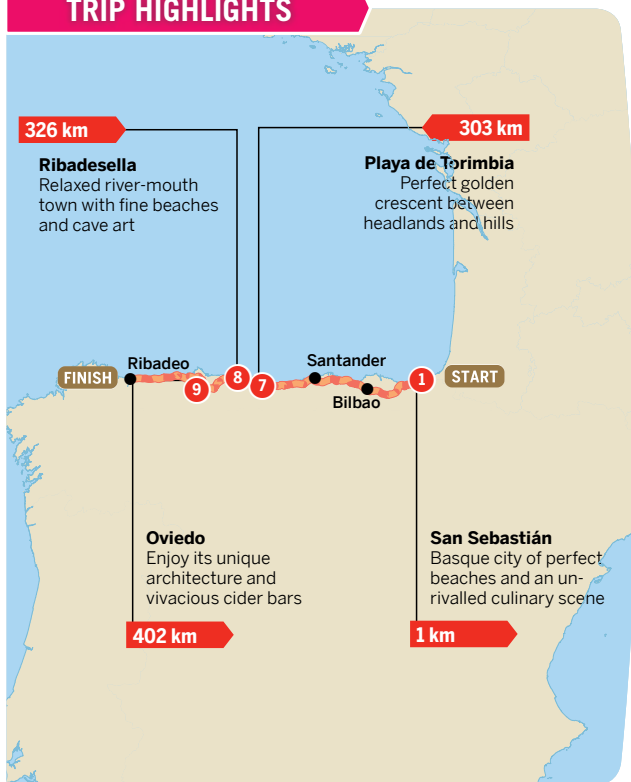 TRIP HIGHLIGHTS
326 km
Ribadesella
Relaxed river-mouth
town with fine beaches
and cave art
303 km
Playa de Torimbia
Perfect golden
crescent between
headlands and hills
FINISH
Ribadeo
9
8
7
Santander
Bilbao
1
START
Oviedo
Enjoy its unique
architecture and
vivacious cider bars
402 km
San Sebastián
Basque city of perfect
beaches and an un-
rivalled culinary scene
1 km